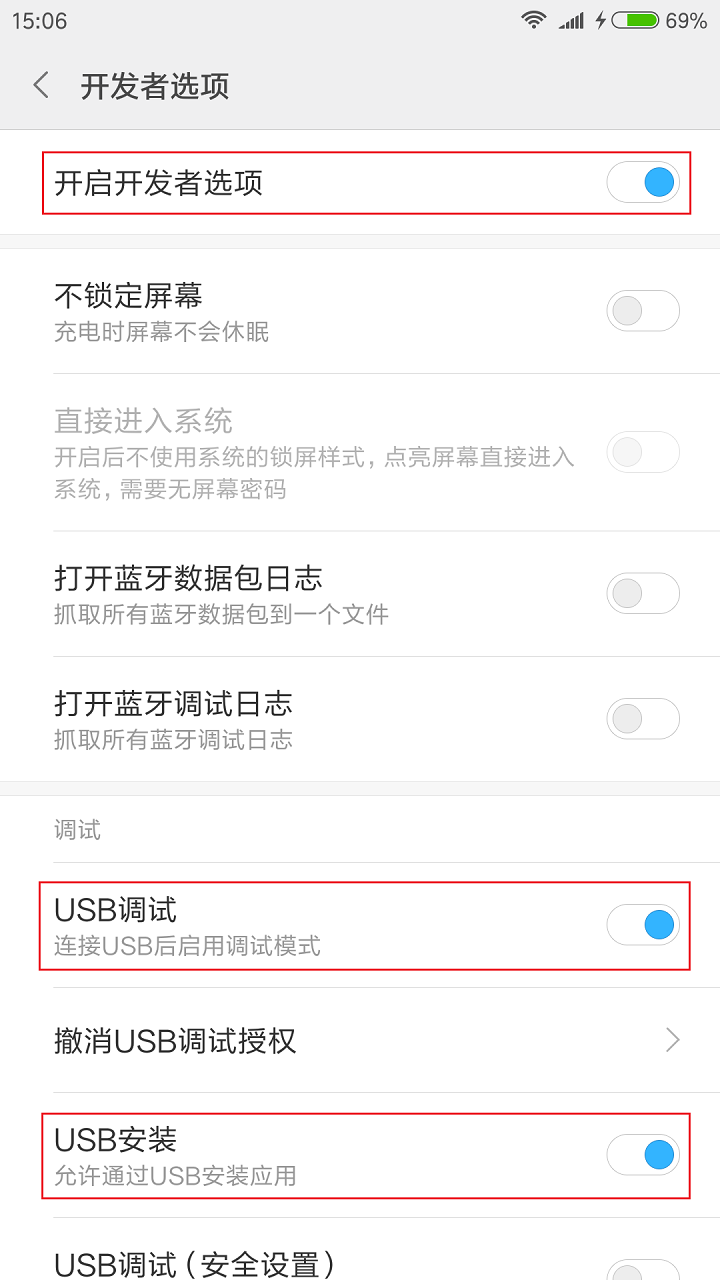 15:06
69%
开发者选项
开启开发者选项
不锁定屏幕
充电时屏幕不会休眠
直接进入系统
开启后不使用系统的锁屏样式，点亮屏幕直接进入
系统，需要无屏幕密码
打开蓝牙数据包日志
抓取所有蓝牙数据包到一个文件
打开蓝牙调试日志
抓取所有蓝牙调试日志
调试
USB调试
连接USB后启用调试模式
撤消USB调试授权
USB安装
允许通过USB安装应用
USB调试（安全设置）